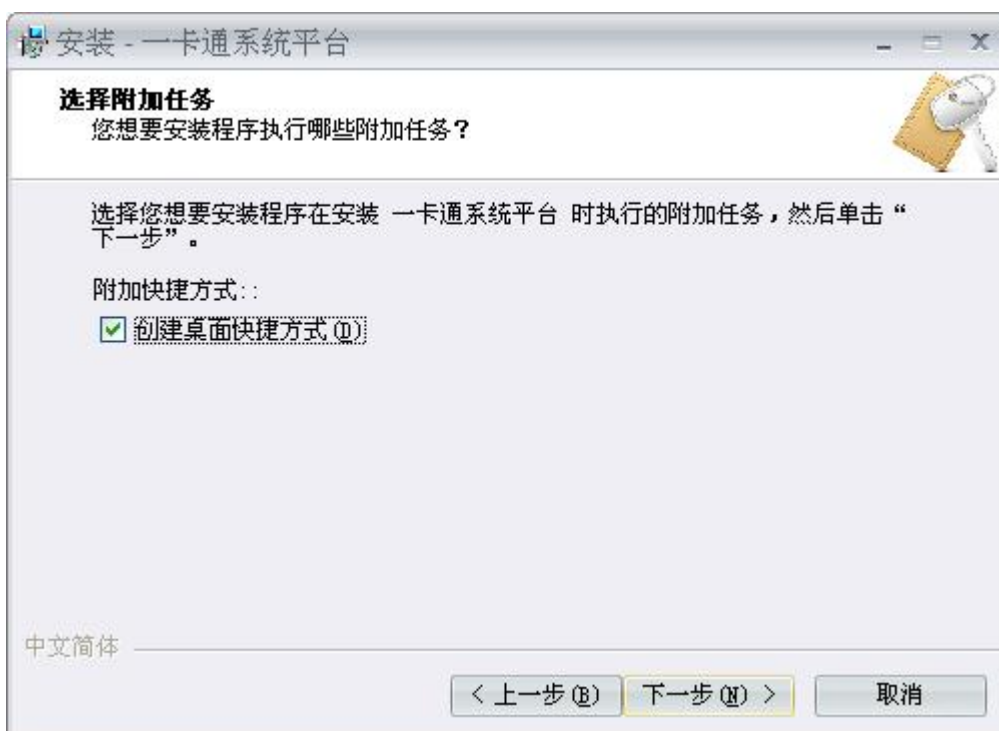 安装 - 一卡通系统平台
选择附加任务
您想要安装程序执行哪些附加任务？
选择您想要安装程序在安装 一卡通系统平台 时执行的附加任务，然后单击“
下一步”。
附加快捷方式::
创建桌面快捷方式(D)
中文简体
< 上一步(B)
下一步(N) >
取消